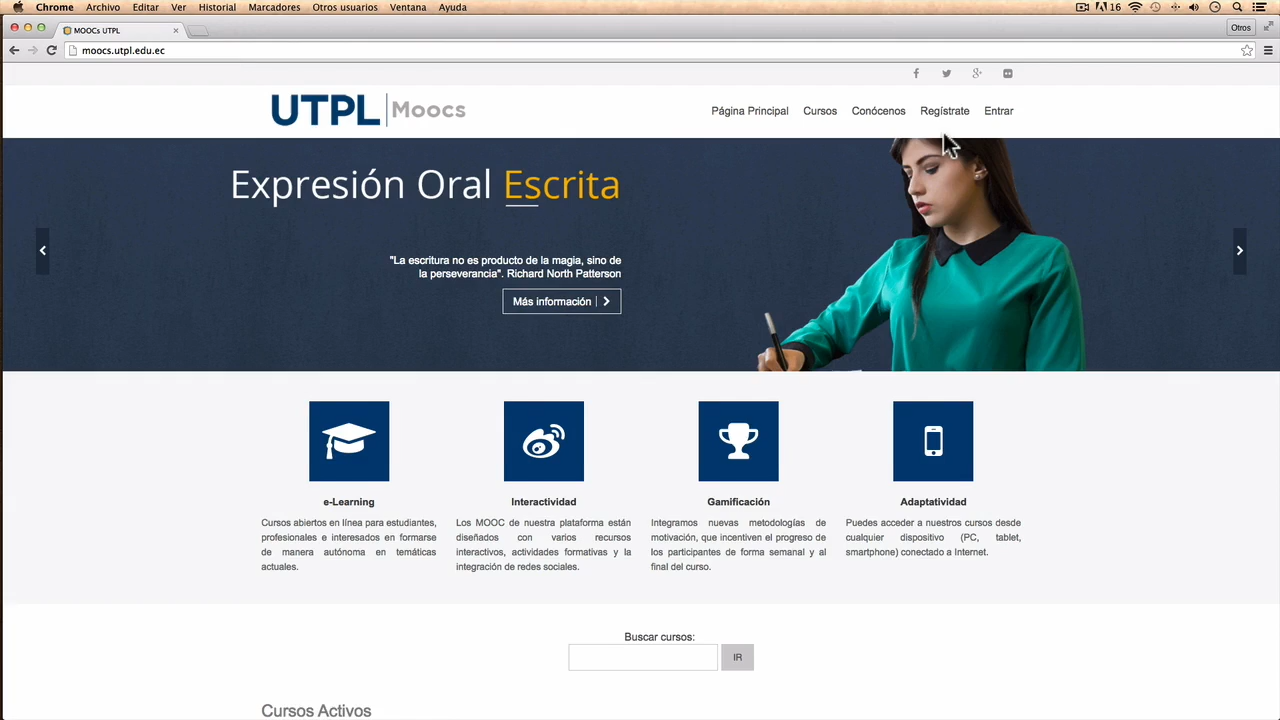 Chrome Archivo Editar Ver Historial Marcadores Otros usuarios Ventana Ayuda 16
MOOCs UTPL Otros
moocs.utpl.edu.ec
UTPL Moocs
Página Principal Cursos Conócenos Regístrate Entrar
Expresión Oral Escrita
"La escritura no es producto de la magia, sino de
la perseverancia". Richard North Patterson
Más información
e-Learning
Cursos abiertos en línea para estudiantes,
profesionales e interesados en formarse
de manera autónoma en temáticas
actuales.
Interactividad
Los MOOC de nuestra plataforma están
diseñados con varios recursos
interactivos, actividades formativas y la
integración de redes sociales.
Gamificación
Integramos nuevas metodologías de
motivación, que incentiven el progreso de
los participantes de forma semanal y al
final del curso.
Adaptatividad
Puedes acceder a nuestros cursos desde
cualquier dispositivo (PC, tablet,
smartphone) conectado a Internet.
Buscar cursos:
IR
Cursos Activos